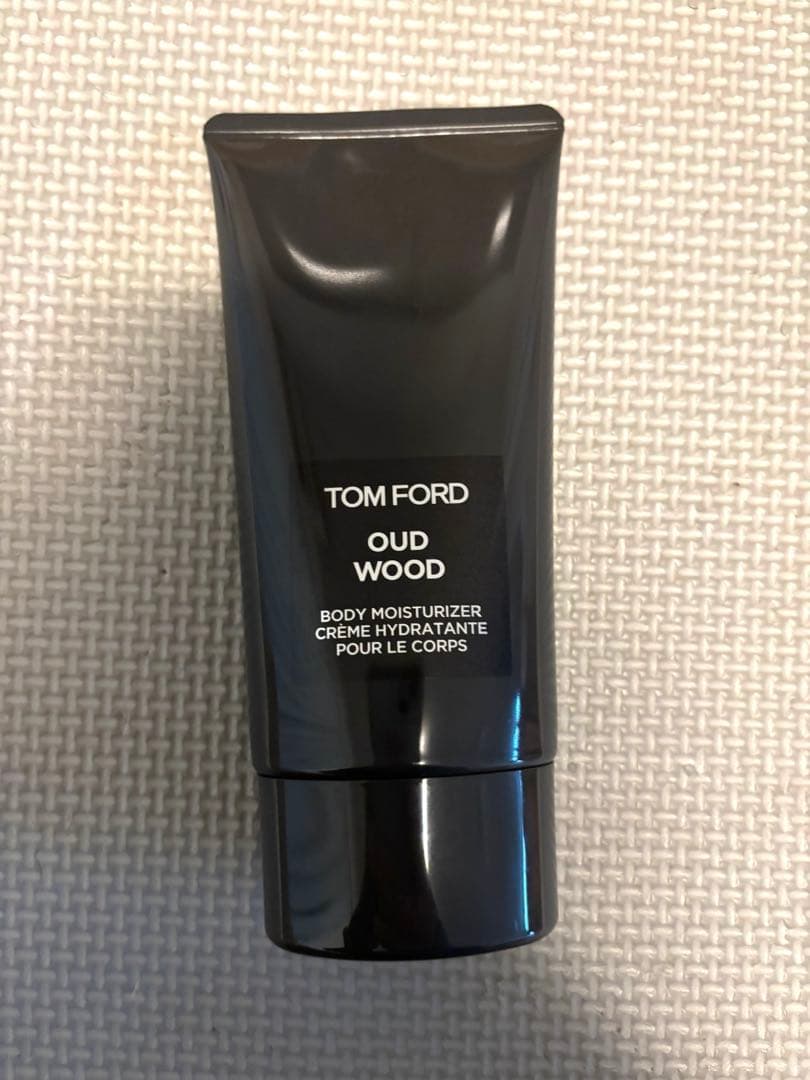 TOM FORD
OUD
WOOD
BODY MOISTURIZER
CRÈME HYDRATANTE
POUR LE CORPS